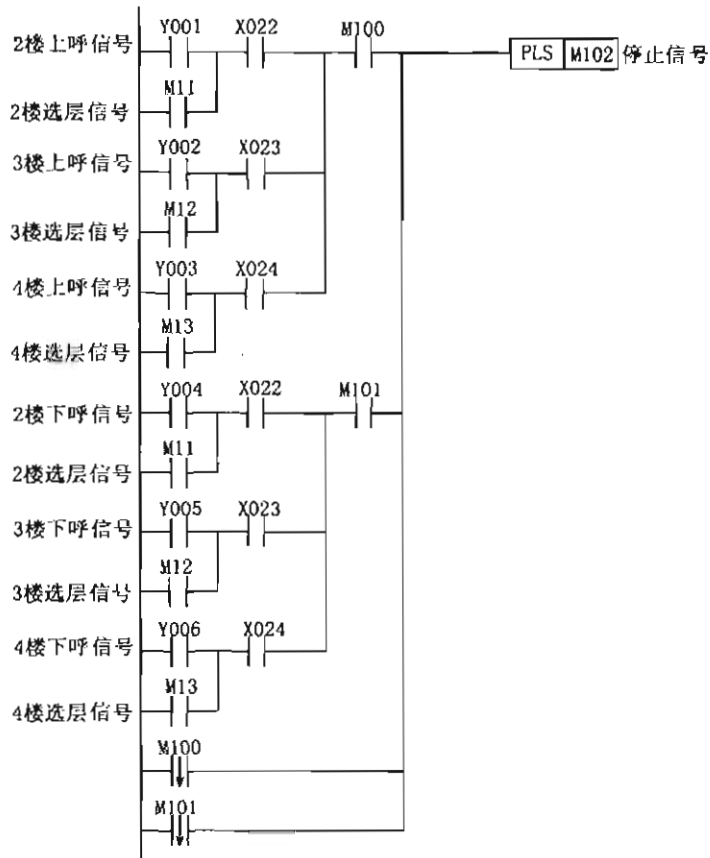 Y001 X022 M100
2楼上呼信号 PLS M102 停止信号
M11
2楼选层信号
Y002 X023
3楼上呼信号
M12
3楼选层信号
Y003 X024
4楼上呼信号
M13
4楼选层信号
Y004 X022 M101
2楼下呼信号
M11
2楼选层信号
Y005 X023
3楼下呼信号
M12
3楼选层信号
Y006 X024
4楼下呼信号
M13
4楼选层信号
M100
M101